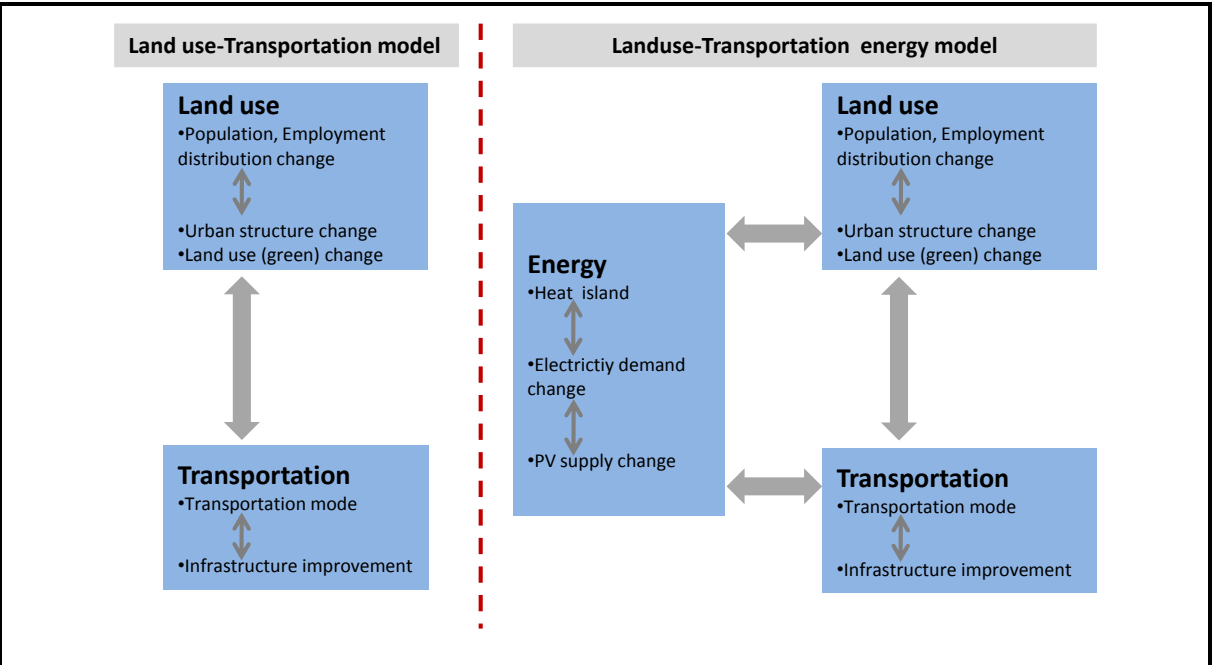 Land use-Transportation model
Land use
•Population, Employment
distribution change
•Urban structure change
•Land use (green) change
Transportation
•Transportation mode
•Infrastructure improvement
Landuse-Transportation energy model
Energy
•Heat island
•Electrictiy demand
change
•PV supply change
Land use
•Population, Employment
distribution change
•Urban structure change
•Land use (green) change
Transportation
•Transportation mode
•Infrastructure improvement